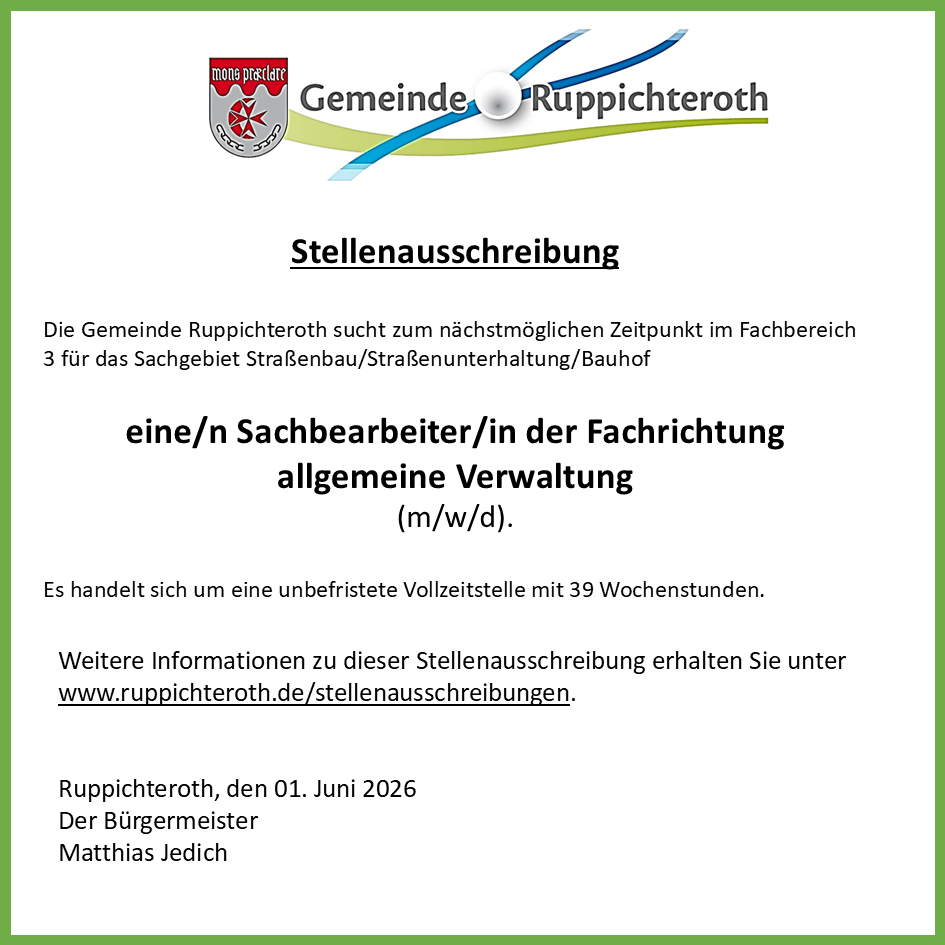 mons præclare
Gemeinde Ruppichteroth
Stellenausschreibung
Die Gemeinde Ruppichteroth sucht zum nächstmöglichen Zeitpunkt im Fachbereich
3 für das Sachgebiet Straßenbau/Straßenunterhaltung/Bauhof
eine/n Sachbearbeiter/in der Fachrichtung
allgemeine Verwaltung
(m/w/d).
Es handelt sich um eine unbefristete Vollzeitstelle mit 39 Wochenstunden.
Weitere Informationen zu dieser Stellenausschreibung erhalten Sie unter
www.ruppichteroth.de/stellenausschreibungen.
Ruppichteroth, den 01. Juni 2026
Der Bürgermeister
Matthias Jedich